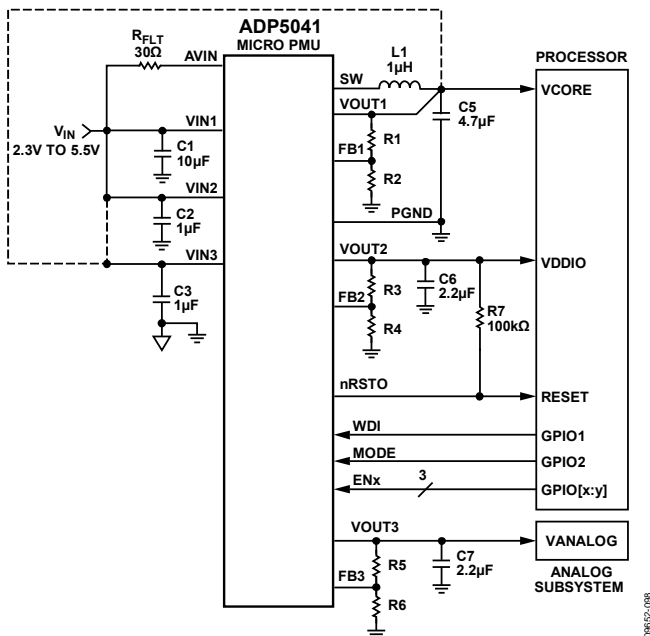 ADP5041
MICRO PMU
RFLT
30Ω
AVIN
VIN
2.3V TO 5.5V
VIN1
C1
10µF
VIN2
C2
1µF
VIN3
C3
1µF
SW
L1
1µH
VOUT1
R1
FB1
R2
C5
4.7µF
PGND
VOUT2
R3
C6
2.2µF
FB2
R4
R7
100kΩ
nRSTO
WDI
MODE
ENx
3
VOUT3
R5
C7
2.2µF
FB3
R6
PROCESSOR
VCORE
VDDIO
RESET
GPIO1
GPIO2
GPIO[x:y]
VANALOG
ANALOG
SUBSYSTEM
09652-098